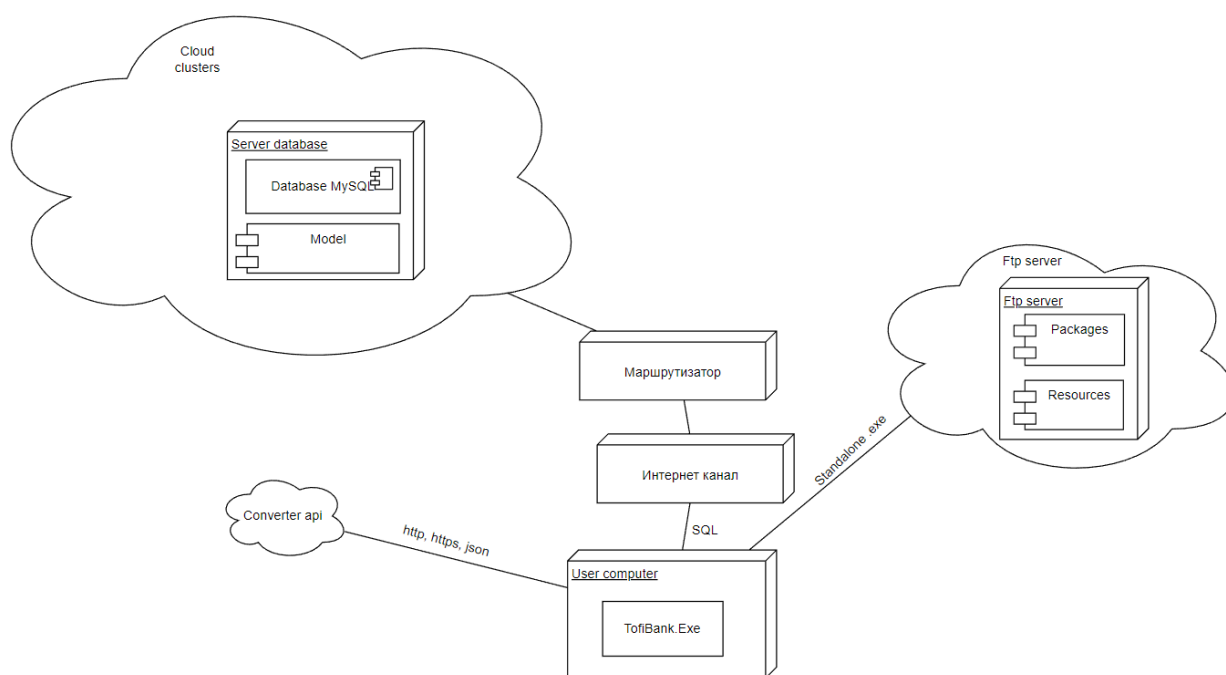 Cloud
clusters
Server database
Database MySQL
Model
Ftp server
Ftp server
Packages
Resources
Маршрутизатор
Интернет канал
Standalone .exe
SQL
Converter api
http, https, json
User computer
TofiBank.Exe